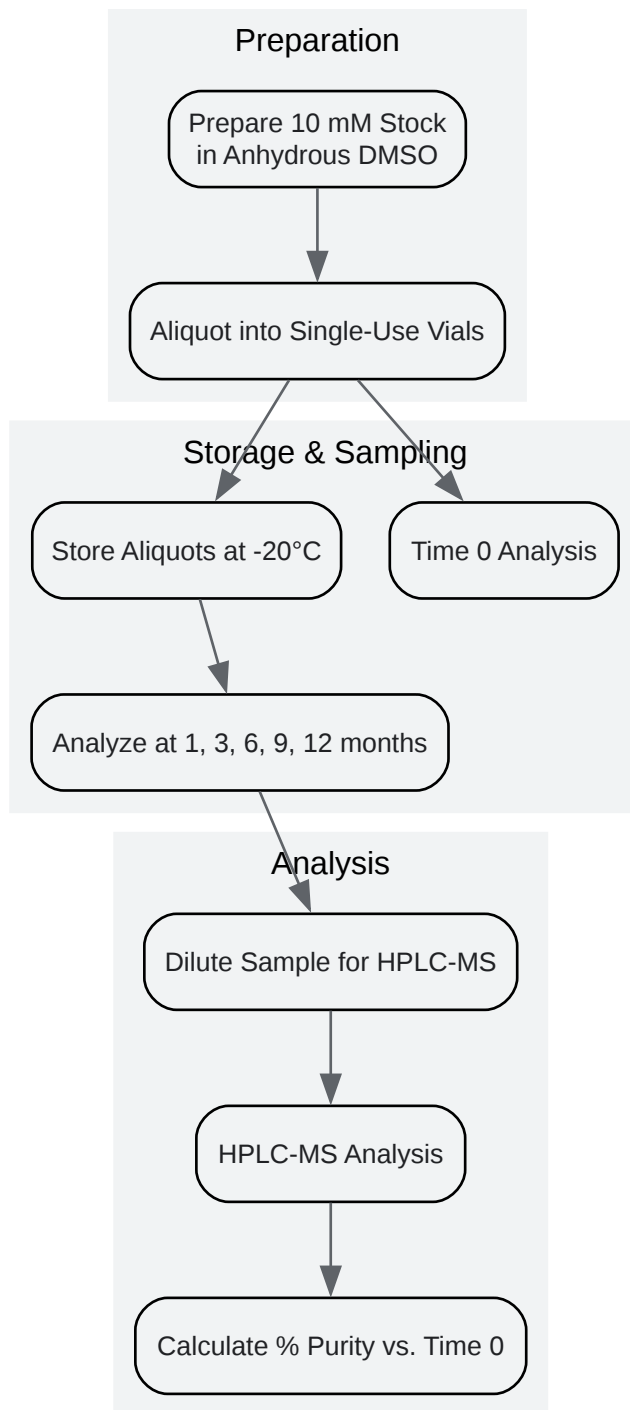 Preparation
Prepare 10 mM Stock
in Anhydrous DMSO
Aliquot into Single-Use Vials
Storage & Sampling
Store Aliquots at -20°C
Time 0 Analysis
Analyze at 1, 3, 6, 9, 12 months
Analysis
Dilute Sample for HPLC-MS
HPLC-MS Analysis
Calculate % Purity vs. Time 0